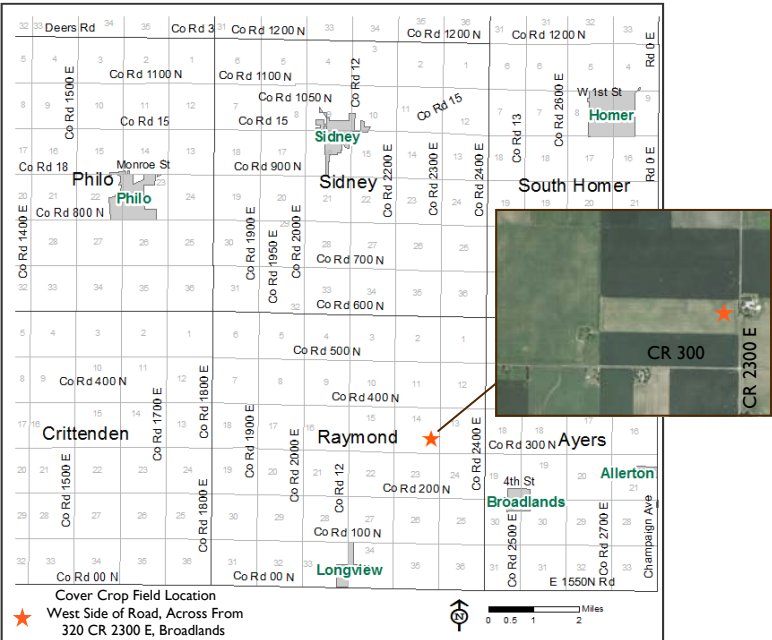 32 33 Deers Rd 35 Co Rd 3 31 Co Rd 1200 N 35 Co Rd 1200 N 31 Co Rd 1200 N
Co Rd 1100 N Co Rd 1100 N Co Rd 12 Rd 0 E
Co Rd 1500 E Co Rd 1050 N Co Rd 15 Co Rd 2600 E W 1st St
Co Rd 15 Co Rd 15 Sidney Co Rd 13 Homer
Co Rd 18 Monroe St Co Rd 900 N Co Rd 2200 E Co Rd 2300 E Co Rd 2400 E Rd 0 E
Philo Sidney South Homer
Philo
Co Rd 1400 E Co Rd 800 N Co Rd 1900 E Co Rd 1950 E Co Rd 2000 E
Co Rd 700 N
Co Rd 600 N
Co Rd 500 N
CR 300 CR 2300 E
Co Rd 400 N Co Rd 1800 E Co Rd 400 N
Co Rd 1700 E Co Rd 1900 E Co Rd 2400 E
Crittenden Raymond Co Rd 300 N Ayers
Co Rd 1500 E Co Rd 2000 E Co Rd 12 Allerton
Co Rd 1800 E Co Rd 200 N 4th St
Broadlands
Co Rd 100 N Co Rd 2500 E Co Rd 2700 E Champaign Ave
Longview
Co Rd 00 N Co Rd 00 N E 1550N Rd
Cover Crop Field Location
West Side of Road, Across From
320 CR 2300 E, Broadlands
N
Miles
0 0.5 1 2